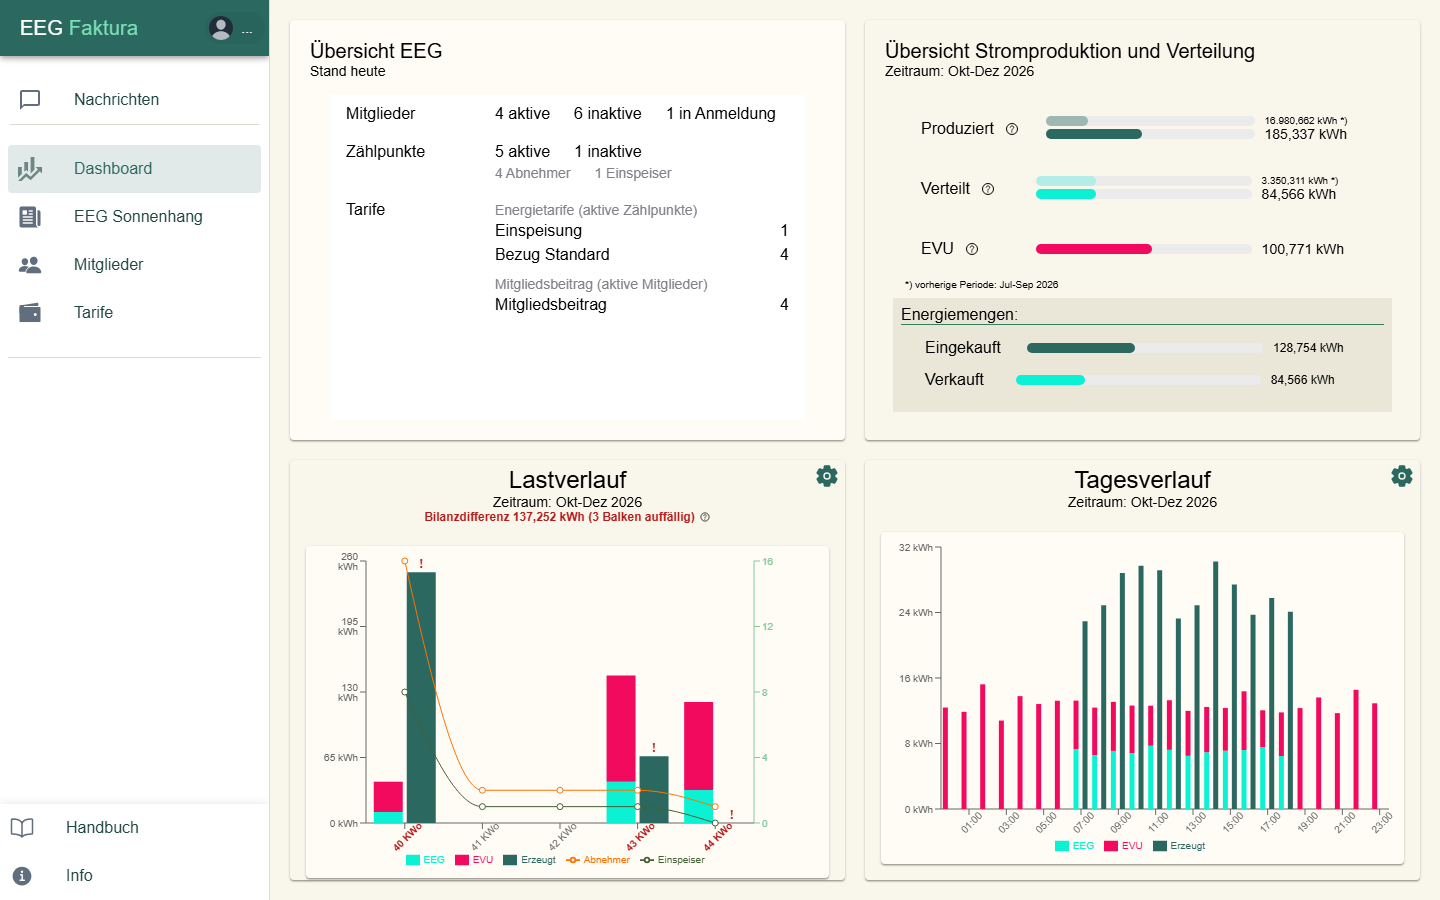 EEG Faktura
...
Nachrichten
Dashboard
EEG Sonnenhang
Mitglieder
Tarife
Handbuch
Info
Übersicht EEG
Stand heute
Mitglieder 4 aktive 6 inaktive 1 in Anmeldung
Zählpunkte 5 aktive 1 inaktive
4 Abnehmer 1 Einspeiser
Tarife Energietarife (aktive Zählpunkte)
Einspeisung 1
Bezug Standard 4
Mitgliedsbeitrag (aktive Mitglieder)
Mitgliedsbeitrag 4
Übersicht Stromproduktion und Verteilung
Zeitraum: Okt-Dez 2026
16.980,662 kWh *)
Produziert 185,337 kWh
3.350,311 kWh *)
Verteilt 84,566 kWh
EVU 100,771 kWh
*) vorherige Periode: Jul-Sep 2026
Energiemengen:
Eingekauft 128,754 kWh
Verkauft 84,566 kWh
Lastverlauf
Zeitraum: Okt-Dez 2026
Bilanzdifferenz 137,252 kWh (3 Balken auffällig)
260 kWh
195 kWh
130 kWh
65 kWh
0 kWh
16
12
8
4
0
!
!
!
40 KWo
41 KWo
42 KWo
43 KWo
44 KWo
EEG EVU Erzeugt Abnehmer Einspeiser
Tagesverlauf
Zeitraum: Okt-Dez 2026
32 kWh
24 kWh
16 kWh
8 kWh
0 kWh
01:00
03:00
05:00
07:00
09:00
11:00
13:00
15:00
17:00
19:00
21:00
23:00
EEG EVU Erzeugt